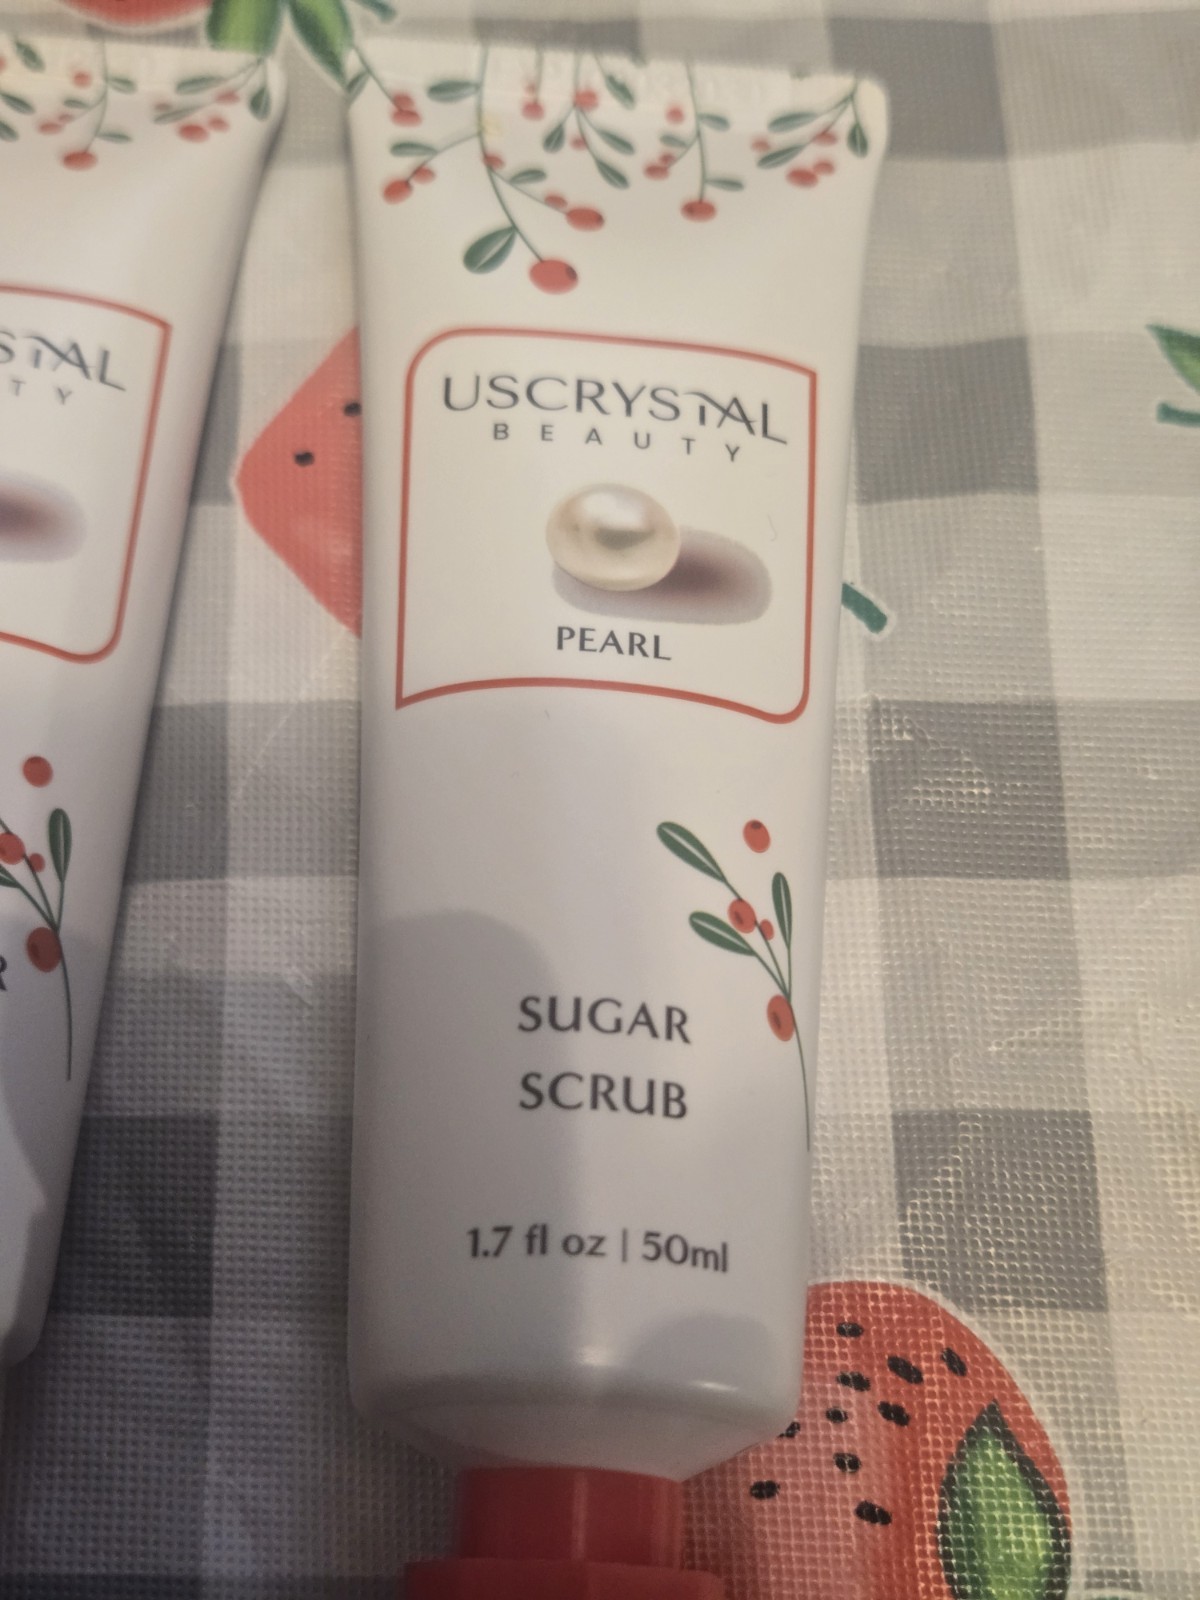 USCRYSTAL
BEAUTY
PEARL
SUGAR
SCRUB
1.7 fl oz | 50ml